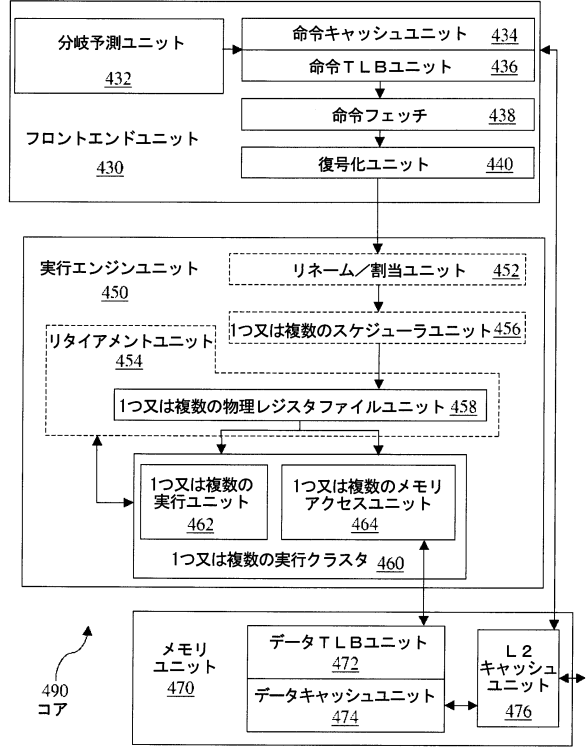 分岐予測ユニット
432
命令キャッシュユニット 434
命令TLBユニット 436
命令フェッチ 438
復号化ユニット 440
フロントエンドユニット
430
実行エンジンユニット
450
リネーム／割当ユニット 452
1つ又は複数のスケジューラユニット 456
リタイアメントユニット
454
1つ又は複数の物理レジスタファイルユニット 458
1つ又は複数の
実行ユニット
462
1つ又は複数のメモリ
アクセスユニット
464
1つ又は複数の実行クラスタ 460
メモリ
ユニット
470
データTLBユニット
472
データキャッシュユニット
474
L2
キャッシュ
ユニット
476
490
コア